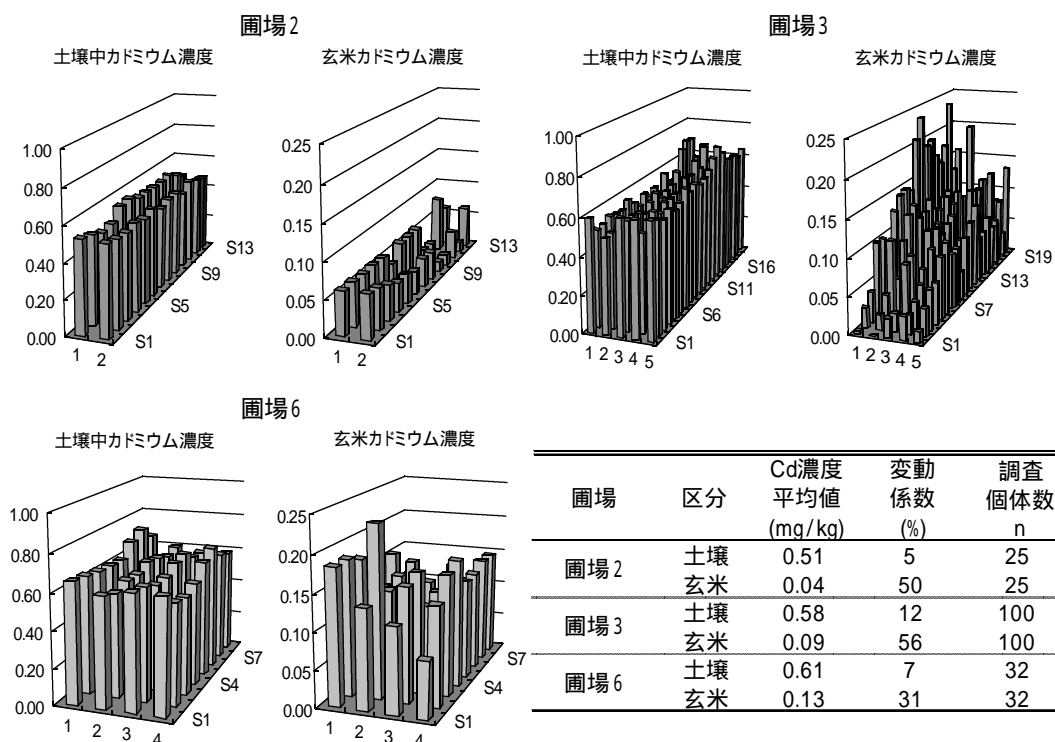 圃場2
土壌中カドミウム濃度
1.00
0.80
0.60
0.40
0.20
0.00
1 2
S1
S5
S9
S13
玄米カドミウム濃度
0.25
0.20
0.15
0.10
0.05
0.00
1 2
S1
S5
S9
S13
圃場3
土壌中カドミウム濃度
1.00
0.80
0.60
0.40
0.20
0.00
1 2 3 4 5
S1
S6
S11
S16
玄米カドミウム濃度
0.25
0.20
0.15
0.10
0.05
0.00
1 2 3 4 5
S1
S7
S13
S19
圃場6
土壌中カドミウム濃度
1.00
0.80
0.60
0.40
0.20
0.00
1 2 3 4
S1
S4
S7
玄米カドミウム濃度
0.25
0.20
0.15
0.10
0.05
0.00
1 2 3 4
S1
S4
S7
圃場 区分 Cd濃度 平均値 (mg/kg) 変動 係数 (%) 調査 個体数 n
圃場2 土壌 0.51 5 25
玄米 0.04 50 25
圃場3 土壌 0.58 12 100
玄米 0.09 56 100
圃場6 土壌 0.61 7 32
玄米 0.13 31 32